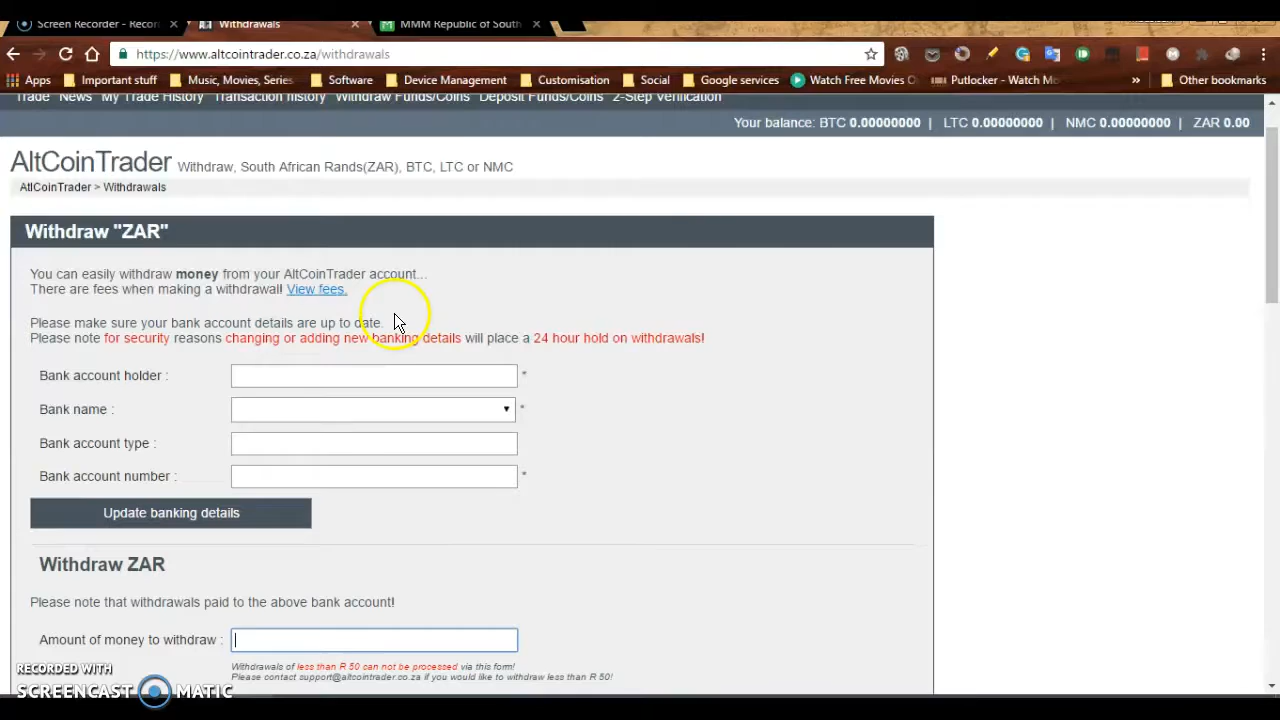 Screen Recorder - Recor ×
Withdrawals ×
MMM Republic of South ×
https://www.altcointrader.co.za/withdrawals
Apps Important stuff Music, Movies, Serie Software Device Management Customisation Social Google services Watch Free Movies O Putlocker - Watch Mo » Other bookmarks
Trade News My Trade History Transaction history Withdraw Funds/Coins Deposit Funds/Coins 2-Step Verification
Your balance: BTC 0.00000000 | LTC 0.00000000 | NMC 0.00000000 | ZAR 0.00
AltCoinTrader Withdraw, South African Rands(ZAR), BTC, LTC or NMC
AtlCoinTrader > Withdrawals
Withdraw "ZAR"
You can easily withdraw money from your AltCoinTrader account...
There are fees when making a withdrawal! View fees.
Please make sure your bank account details are up to date.
Please note for security reasons changing or adding new banking details will place a 24 hour hold on withdrawals!
Bank account holder : *
Bank name : *
Bank account type :
Bank account number : *
Update banking details
Withdraw ZAR
Please note that withdrawals paid to the above bank account!
Amount of money to withdraw :
Withdrawals of less than R 50 can not be processed via this form!
Please contact support@altcointrader.co.za if you would like to withdraw less than R 50!
RECORDED WITH
SCREENCAST MATIC